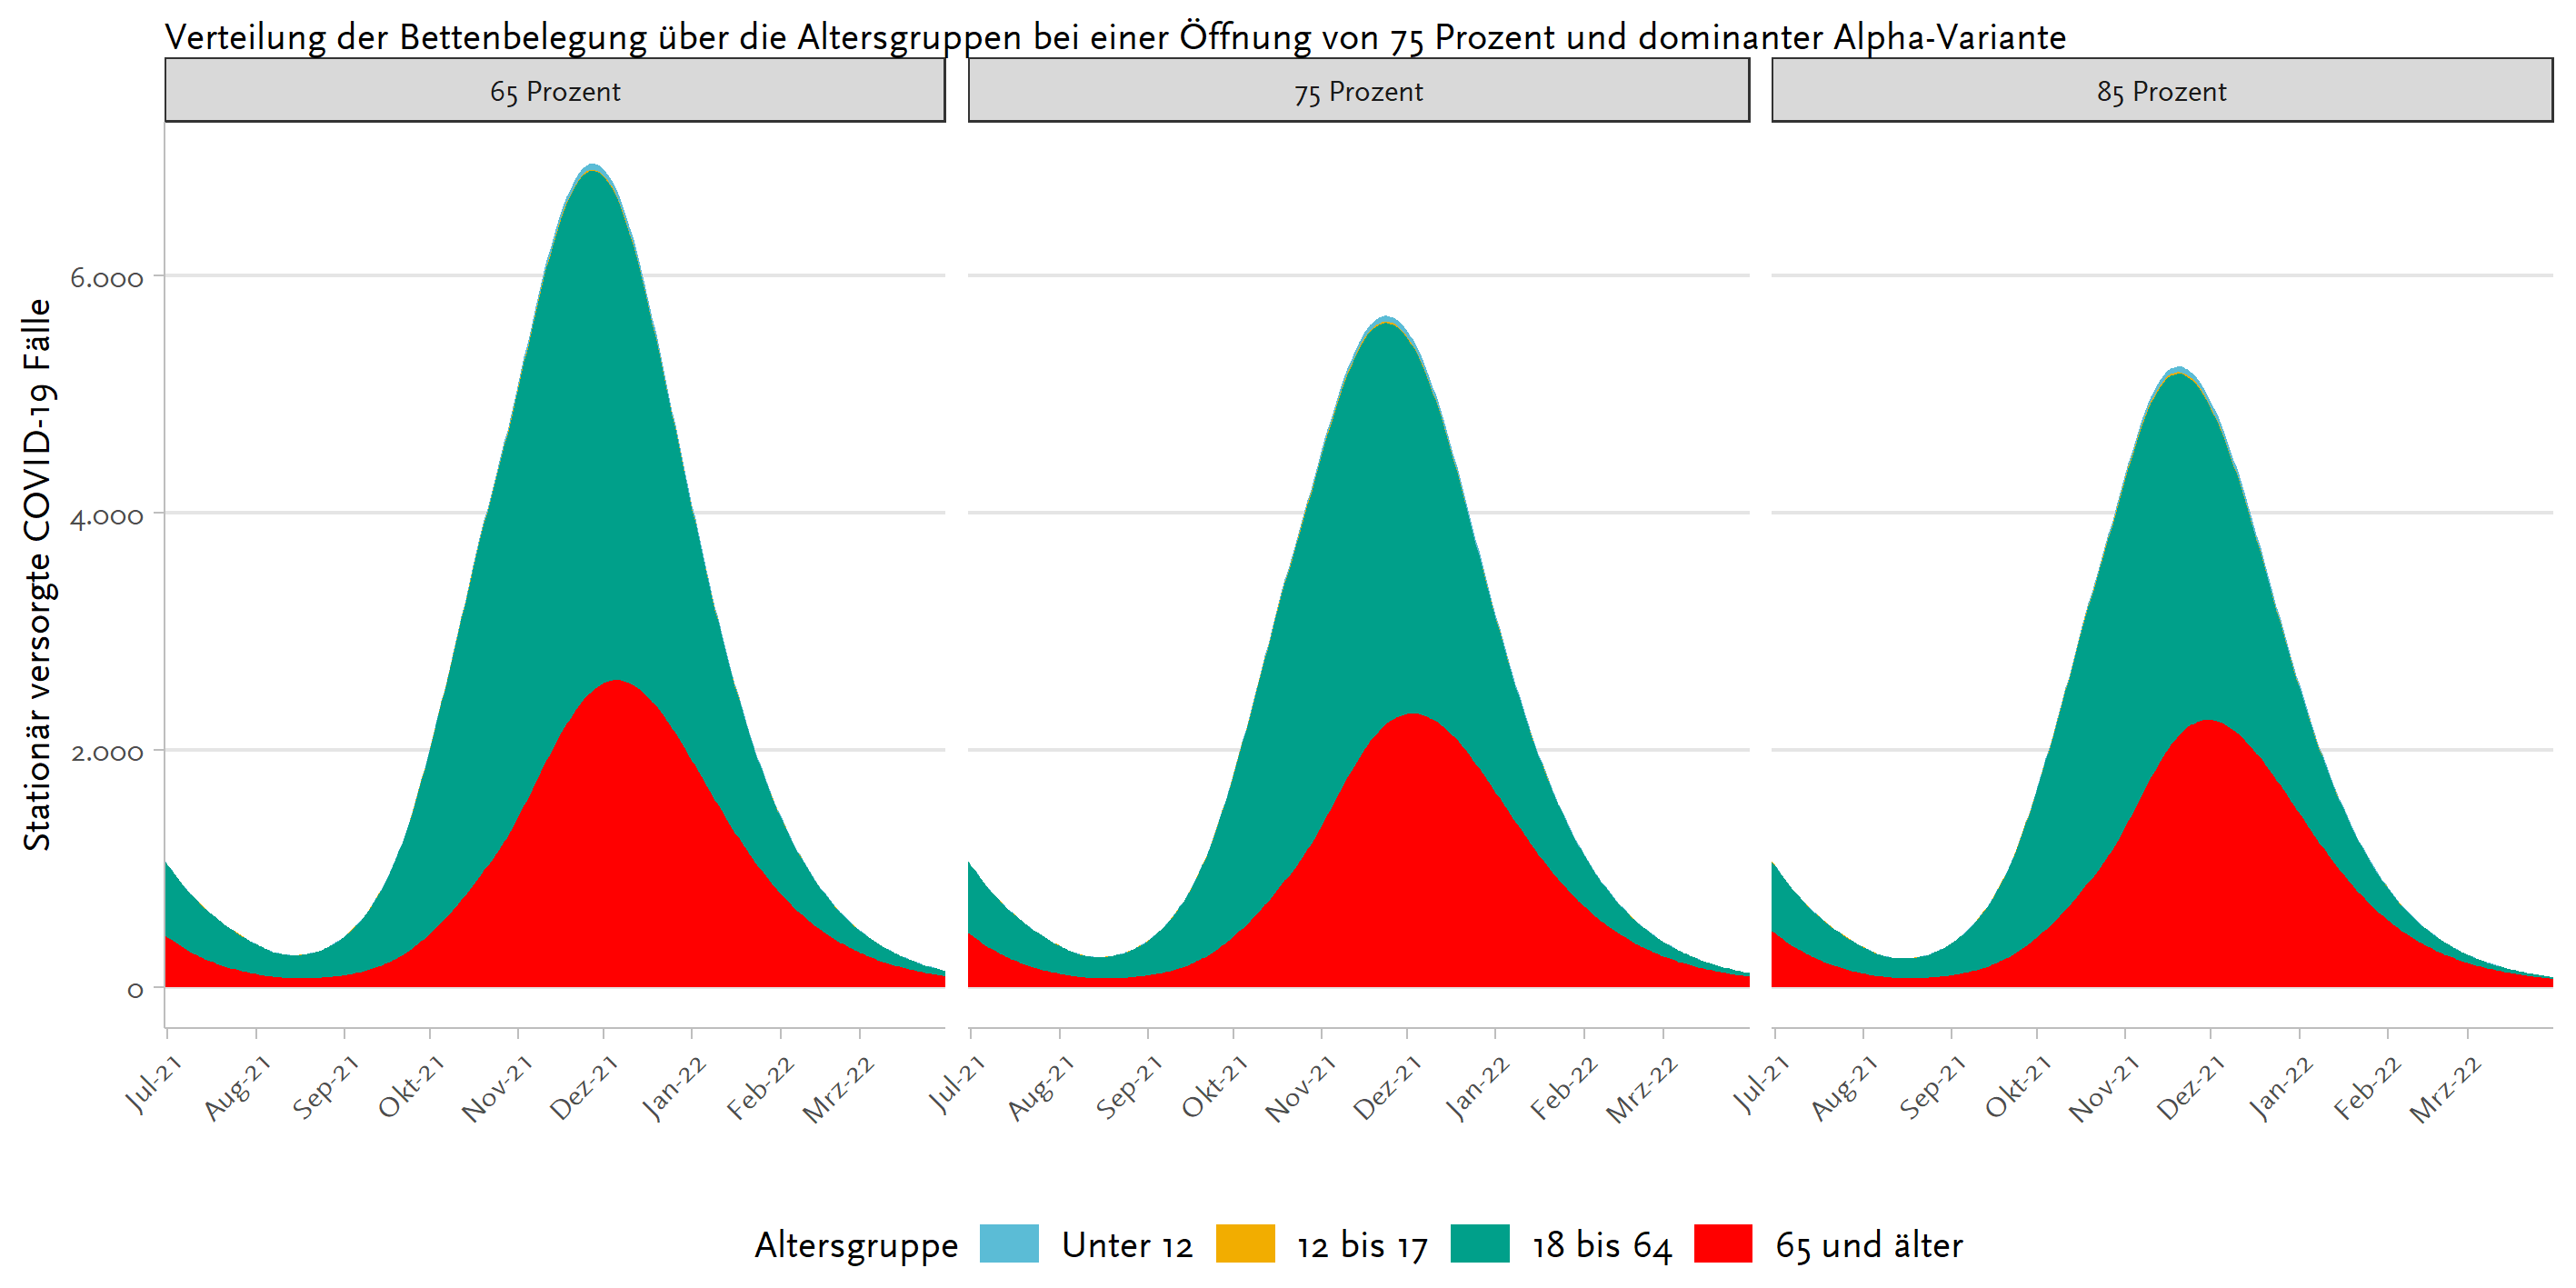 Verteilung der Bettenbelegung über die Altersgruppen bei einer Öffnung von 75 Prozent und dominanter Alpha-Variante
65 Prozent 75 Prozent 85 Prozent
Stationär versorgte COVID-19 Fälle
6.000
4.000
2.000
0
Jul-21 Aug-21 Sep-21 Okt-21 Nov-21 Dez-21 Jan-22 Feb-22 Mrz-22 Jul-21 Aug-21 Sep-21 Okt-21 Nov-21 Dez-21 Jan-22 Feb-22 Mrz-22 Jul-21 Aug-21 Sep-21 Okt-21 Nov-21 Dez-21 Jan-22 Feb-22 Mrz-22
Altersgruppe Unter 12 12 bis 17 18 bis 64 65 und älter